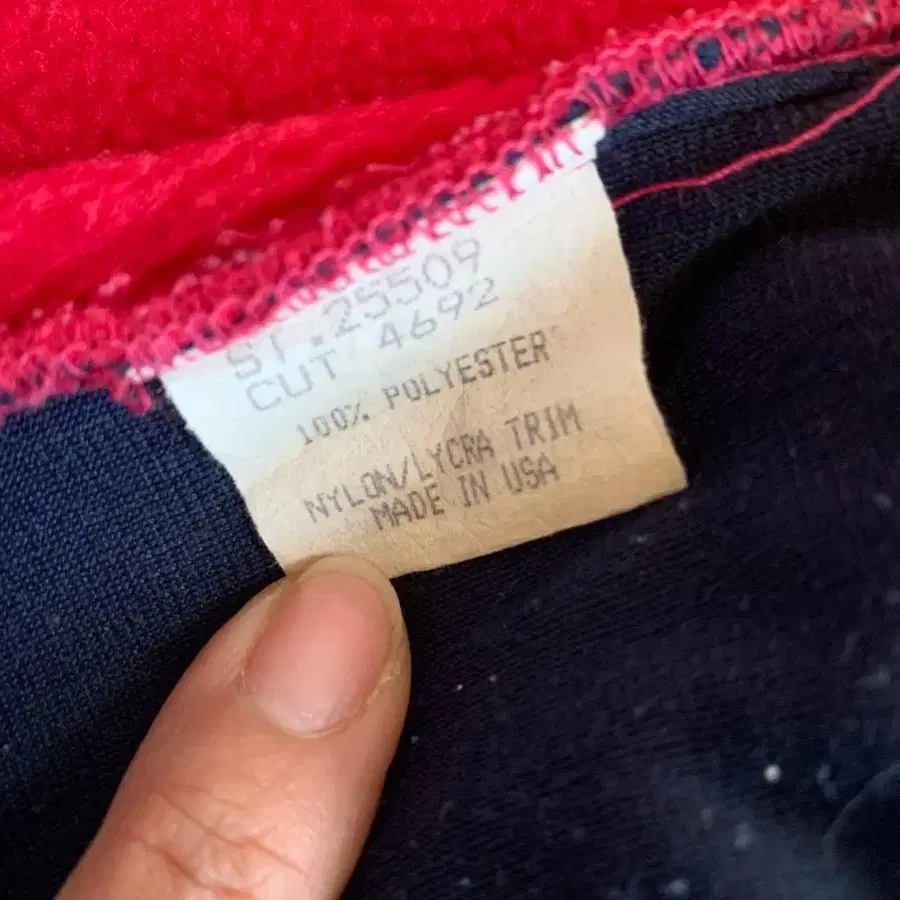 ST.25509
CUT 4692
100% POLYESTER
NYLON/LYCRA TRIM
MADE IN USA